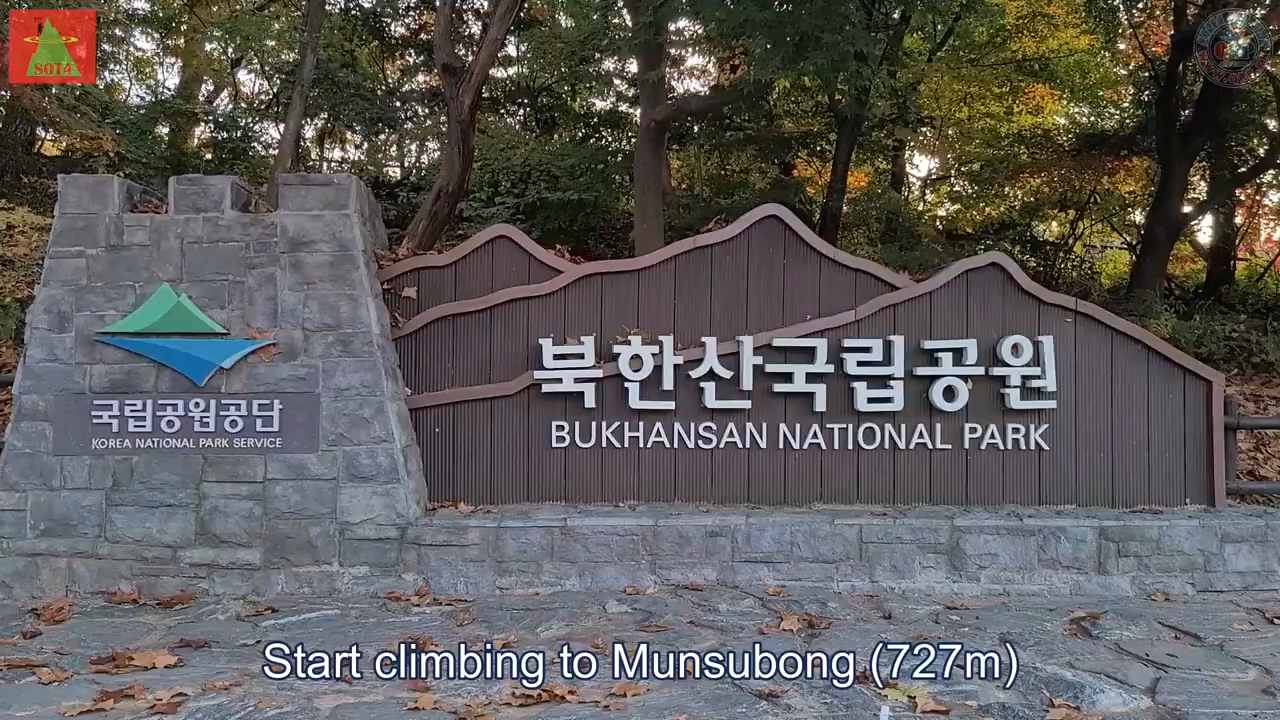 SOTA
국립공원공단
KOREA NATIONAL PARK SERVICE
북한산국립공원
BUKHANSAN NATIONAL PARK
Start climbing to Munsubong (727m)